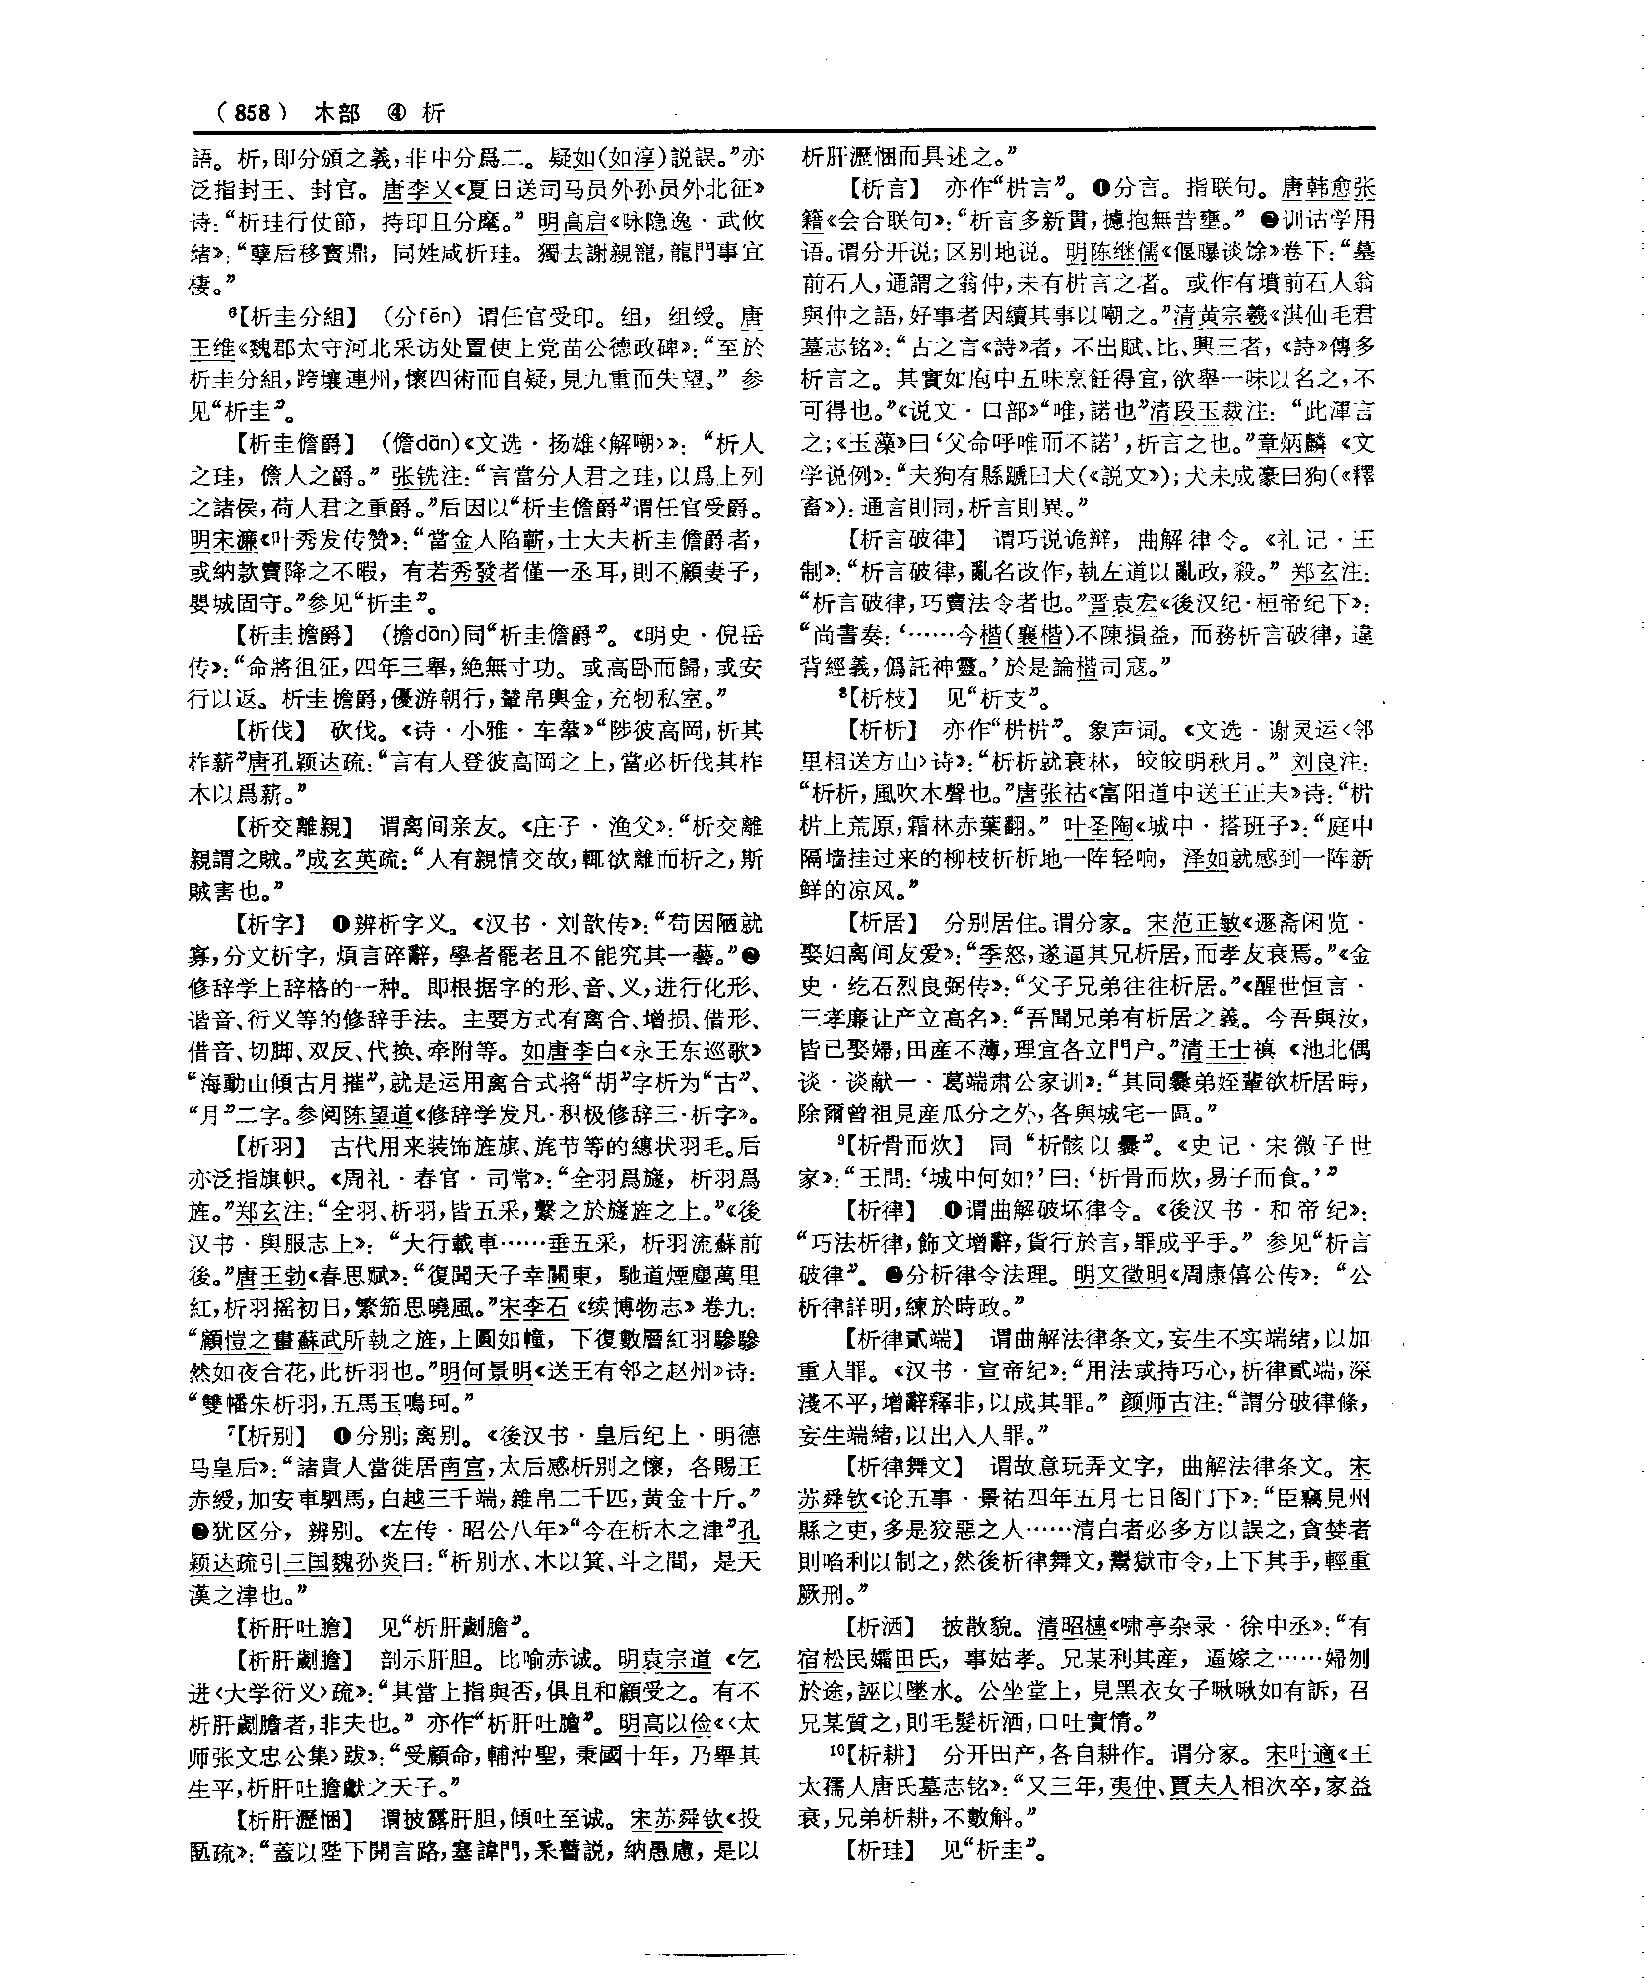 （858） 木部 ④ 析
語。析，即分頒之義，非中分爲二。疑如（如淳）説誤。”亦
泛指封王、封官。唐李乂《夏日送司马员外孙员外北征》
诗：“析珪行仗節，持印且分麾。”明高启《咏隐逸·武攸
绪》：“孽后移寳鼎，同姓咸析珪。獨去謝親寵，龍門事宜
棲。”
6【析圭分組】 （分fēn）谓任官受印。组，组绶。唐
王维《魏郡太守河北采访处置使上党苗公德政碑》：“至於
析圭分組，跨壤連州，懷四術而自疑，見九重而失望。”参
见“析圭”。
【析圭儋爵】 （儋dān）《文选·扬雄〈解嘲〉》：“析人
之珪，儋人之爵。”张铣注：“言當分人君之珪，以爲上列
之諸侯，荷人君之重爵。”后因以“析圭儋爵”谓任官受爵。
明宋濂《叶秀发传赞》：“當金人陷蘄，士大夫析圭儋爵者，
或納款賣降之不暇，有若秀發者僅一丞耳，則不顧妻子，
嬰城固守。”参见“析圭”。
【析圭擔爵】 （擔dān）同“析圭儋爵”。《明史·倪岳
传》：“命將徂征，四年三舉，絶無寸功。或高卧而歸，或安
行以返。析圭擔爵，優游朝行，輦帛輿金，充牣私室。”
【析伐】 砍伐。《诗·小雅·车舝》“陟彼高岡，析其
柞薪”唐孔颖达疏：“言有人登彼高岡之上，當必析伐其柞
木以爲薪。”
【析交離親】 谓离间亲友。《庄子·渔父》：“析交離
親謂之賊。”成玄英疏：“人有親情交故，輒欲離而析之，斯
賊害也。”
【析字】 ❶辨析字义。《汉书·刘歆传》：“苟因陋就
寡，分文析字，煩言碎辭，學者罷老且不能究其一藝。”❷
修辞学上辞格的一种。即根据字的形、音、义，进行化形、
谐音、衍义等的修辞手法。主要方式有离合、增损、借形、
借音、切脚、双反、代换、牵附等。如唐李白《永王东巡歌》
“海動山傾古月摧”，就是运用离合式将“胡”字析为“古”、
“月”二字。参阅陈望道《修辞学发凡·积极修辞三·析字》。
【析羽】 古代用来装饰旌旗、旄节等的繐状羽毛。后
亦泛指旗帜。《周礼·春官·司常》：“全羽爲旞，析羽爲
旌。”郑玄注：“全羽、析羽，皆五采，繫之於旞旌之上。”《後
汉书·舆服志上》：“大行載車……垂五采，析羽流蘇前
後。”唐王勃《春思赋》：“復聞天子幸關東，馳道煙塵萬里
紅，析羽摇初日，繁笳思曉風。”宋李石《续博物志》卷九：
“顧愷之畫蘇武所執之旌，上圓如幢，下復數層紅羽毿毿
然如夜合花，此析羽也。”明何景明《送王有邻之赵州》诗：
“雙幡朱析羽，五馬玉鳴珂。”
7【析别】 ❶分别；离别。《後汉书·皇后纪上·明德
马皇后》：“諸貴人當徙居南宫，太后感析别之懷，各賜王
赤綬，加安車駟馬，白越三千端，雜帛二千匹，黄金十斤。”
❷犹区分，辨别。《左传·昭公八年》“今在析木之津”孔
颖达疏引三国魏孙炎曰：“析别水、木以箕、斗之間，是天
漢之津也。”
【析肝吐膽】 见“析肝劌膽”。
【析肝劌膽】 剖示肝胆。比喻赤诚。明袁宗道《乞
进〈大学衍义〉疏》：“其當上指與否，俱且和顔受之。有不
析肝劌膽者，非夫也。”亦作“析肝吐膽”。明高以俭《〈太
师张文忠公集〉跋》：“受顧命，輔沖聖，秉國十年，乃舉其
生平，析肝吐膽獻之天子。”
【析肝瀝悃】 谓披露肝胆，傾吐至诚。宋苏舜钦《投
匭疏》：“蓋以陛下開言路，塞諱門，釆瞽説，納愚慮，是以
析肝瀝悃而具述之。”
【析言】 亦作“㭊言”。❶分言。指联句。唐韩愈张
籍《会合联句》：“析言多新貫，攄抱無昔壅。”❷训诂学用
语。谓分开说；区别地说。明陈继儒《偃曝谈馀》卷下：“墓
前石人，通謂之翁仲，未有㭊言之者。或作有墳前石人翁
與仲之語，好事者因續其事以嘲之。”清黄宗羲《淇仙毛君
墓志铭》：“古之言《詩》者，不出賦、比、興三者，《詩》傳多
析言之。其實如庖中五味烹飪得宜，欲舉一味以名之，不
可得也。”《说文·口部》“唯，諾也”清段玉裁注：“此渾言
之；《玉藻》曰‘父命呼唯而不諾’，析言之也。”章炳麟《文
学说例》：“夫狗有縣蹏曰犬（《説文》）；犬未成豪曰狗（《釋
畜》）：通言則同，析言則異。”
【析言破律】 谓巧说诡辩，曲解律令。《礼记·王
制》：“析言破律，亂名改作，執左道以亂政，殺。”郑玄注：
“析言破律，巧賣法令者也。”晋袁宏《後汉纪·桓帝纪下》：
“尚書奏：‘……今楷（襄楷）不陳損益，而務析言破律，違
背經義，僞託神靈。’於是論楷司寇。”
8【析枝】 见“析支”。
【析析】 亦作“㭊㭊”。象声词。《文选·谢灵运〈邻
里相送方山〉诗》：“析析就衰林，皎皎明秋月。”刘良注：
“析析，風吹木聲也。”唐张祜《富阳道中送王正夫》诗：“㭊
㭊上荒原，霜林赤葉翻。”叶圣陶《城中·搭班子》：“庭中
隔墙挂过来的柳枝析析地一阵轻响，泽如就感到一阵新
鲜的凉风。”
【析居】 分别居住。谓分家。宋范正敏《遯斋闲览·
娶妇离间友爱》：“季怒，遂逼其兄析居，而孝友衰焉。”《金
史·纥石烈良弼传》：“父子兄弟往往析居。”《醒世恒言·
三孝廉让产立高名》：“吾聞兄弟有析居之義。今吾與汝，
皆已娶婦，田産不薄，理宜各立門户。”清王士禛《池北偶
谈·谈献一·葛端肃公家训》：“其同爨弟姪輩欲析居時，
除爾曾祖見産瓜分之外，各與城宅一區。”
9【析骨而炊】 同“析骸以爨”。《史记·宋微子世
家》：“王問：‘城中何如？’曰：‘析骨而炊，易子而食。’”
【析律】 ❶谓曲解破坏律令。《後汉书·和帝纪》：
“巧法析律，飾文增辭，貨行於言，罪成乎手。”参见“析言
破律”。❷分析律令法理。明文徵明《周康僖公传》：“公
析律詳明，練於時政。”
【析律貳端】 谓曲解法律条文，妄生不实端绪，以加
重人罪。《汉书·宣帝纪》：“用法或持巧心，析律貳端，深
淺不平，增辭釋非，以成其罪。”颜师古注：“謂分破律條，
妄生端緒，以出入人罪。”
【析律舞文】 谓故意玩弄文字，曲解法律条文。宋
苏舜钦《论五事·景祐四年五月七日阁门下》：“臣竊見州
縣之吏，多是狡惡之人……清白者必多方以誤之，貪婪者
則啗利以制之，然後析律舞文，鬻獄市令，上下其手，輕重
厥刑。”
【析洒】 披散貌。清昭槤《啸亭杂录·徐中丞》：“有
宿松民孀田氏，事姑孝。兄某利其産，逼嫁之……婦刎
於途，誣以墜水。公坐堂上，見黑衣女子啾啾如有訴，召
兄某質之，則毛髮析洒，口吐實情。”
10【析耕】 分开田产，各自耕作。谓分家。宋叶適《王
太孺人唐氏墓志铭》：“又三年，夷仲、賈夫人相次卒，家益
衰，兄弟析耕，不數斛。”
【析珪】 见“析圭”。